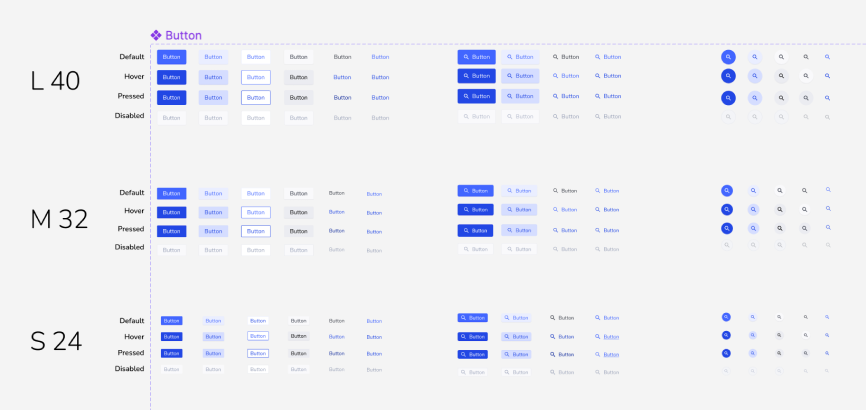 Button
Default Button Button Button Button Button Button Button Button Button Button
L 40
Hover Button Button Button Button Button Button Button Button Button Button
Pressed Button Button Button Button Button Button Button Button Button Button
Disabled Button Button Button Button Button Button Button Button Button Button
Default Button Button Button Button Button Button Button Button Button Button
M 32
Hover Button Button Button Button Button Button Button Button Button Button
Pressed Button Button Button Button Button Button Button Button Button Button
Disabled Button Button Button Button Button Button Button Button Button Button
Default Button Button Button Button Button Button Button Button Button Button
S 24
Hover Button Button Button Button Button Button Button Button Button Button
Pressed Button Button Button Button Button Button Button Button Button Button
Disabled Button Button Button Button Button Button Button Button Button Button